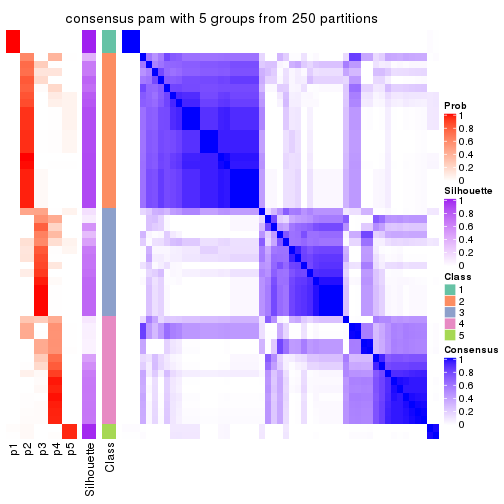 consensus pam with 5 groups from 250 partitions
Prob
1
0.8
0.6
0.4
0.2
0
Silhouette
1
0.8
0.6
0.4
0.2
0
Class
1
2
3
4
5
Consensus
1
0.8
0.6
0.4
0.2
0
p1
p2
p3
p4
p5
Silhouette
Class